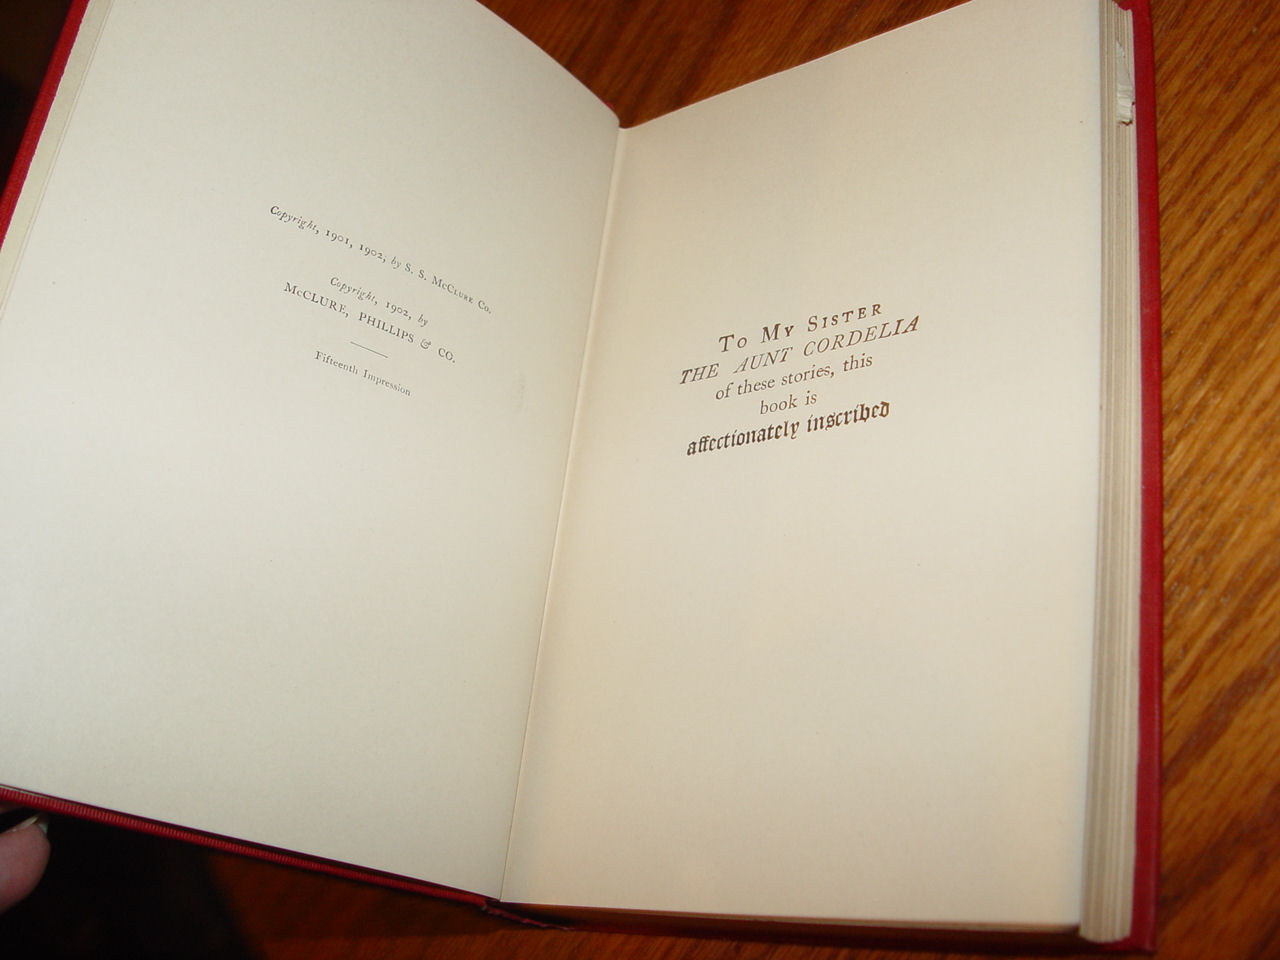 Copyright, 1901, 1902, by S. S. McClure Co.
Copyright, 1902, by
McCLURE, PHILLIPS & CO.
Fifteenth Impression
To My Sister
THE AUNT CORDELIA
of these stories, this
book is
affectionately inscribed